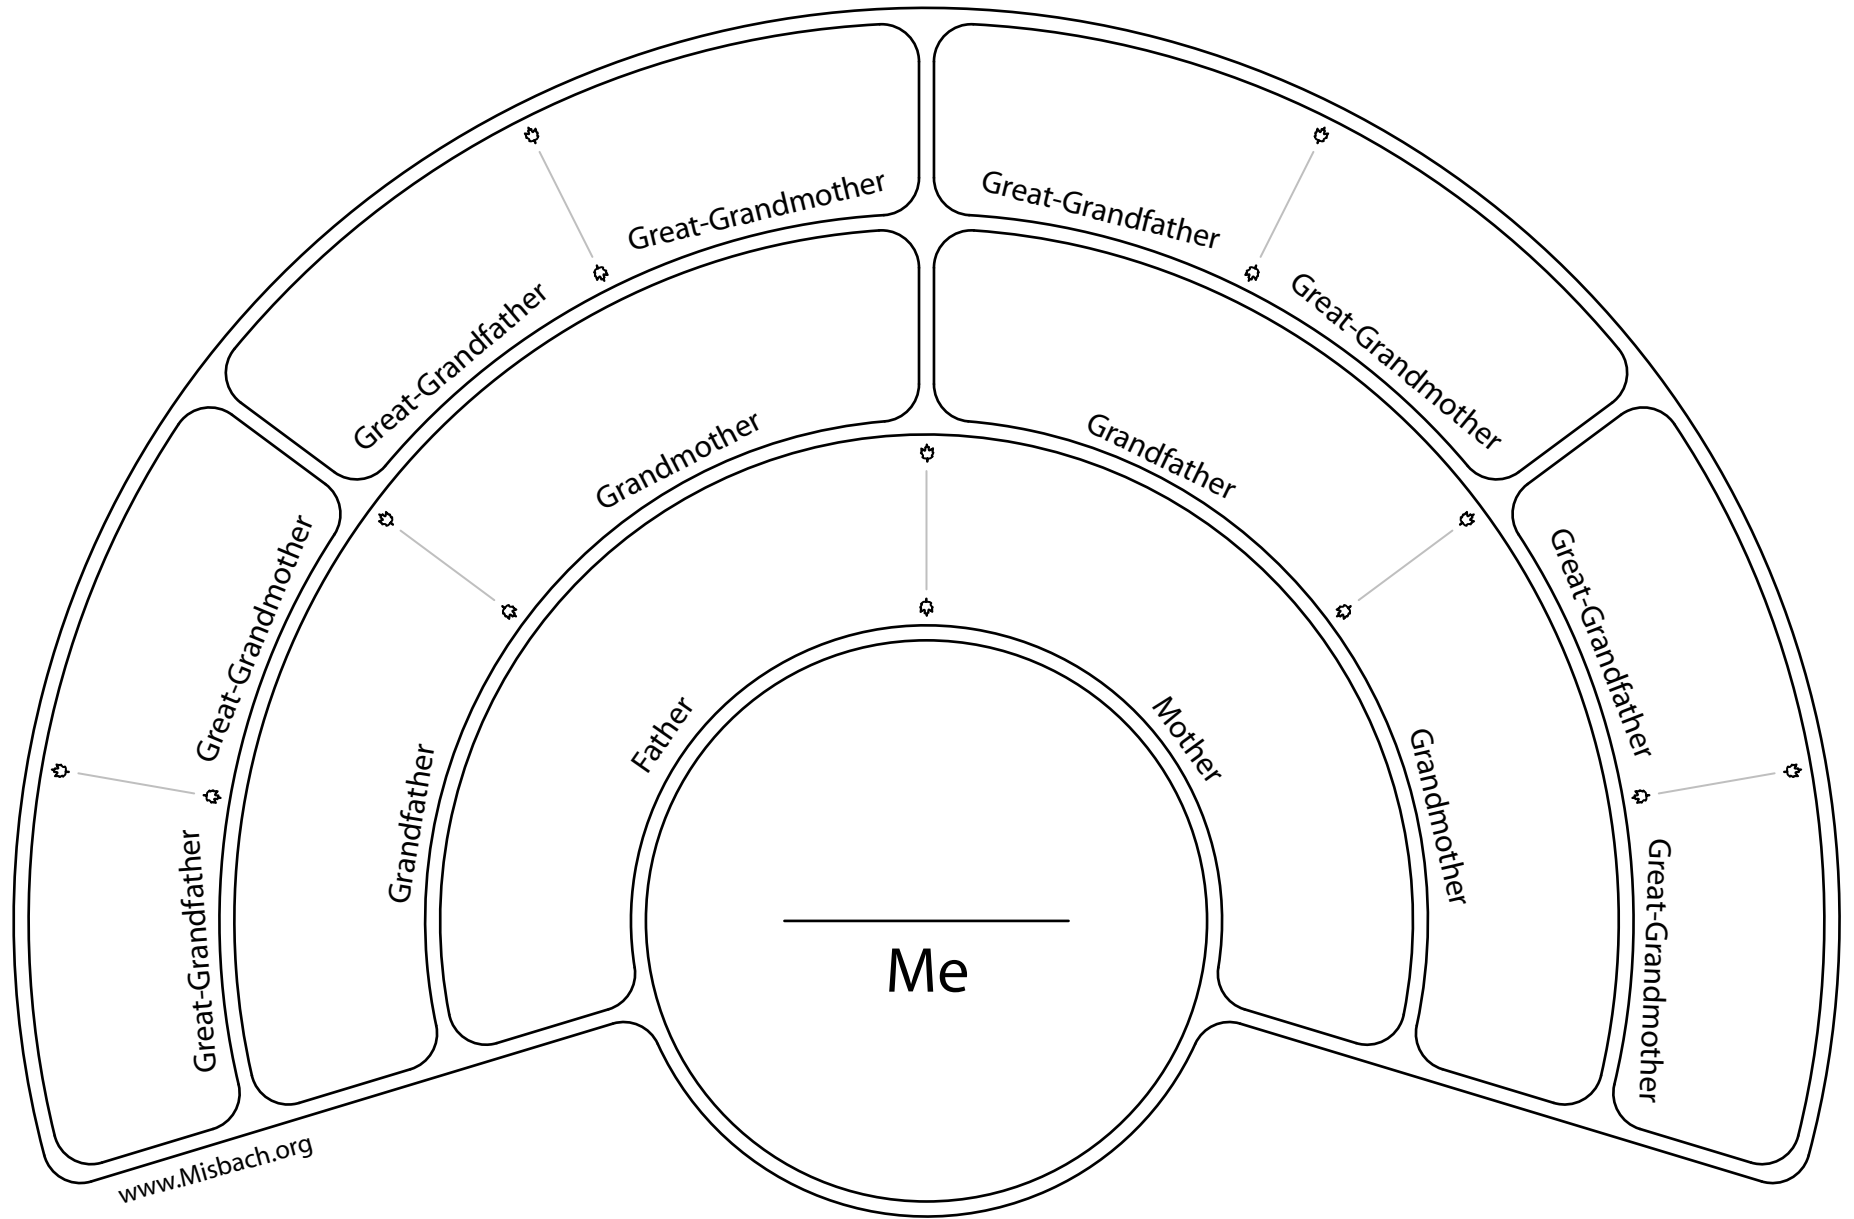 Great-Grandfather
Great-Grandmother
Great-Grandfather
Great-Grandmother
Great-Grandfather
Great-Grandmother
Great-Grandfather
Great-Grandmother
Grandfather
Grandmother
Grandfather
Grandmother
Father
Mother
Me
www.Misbach.org